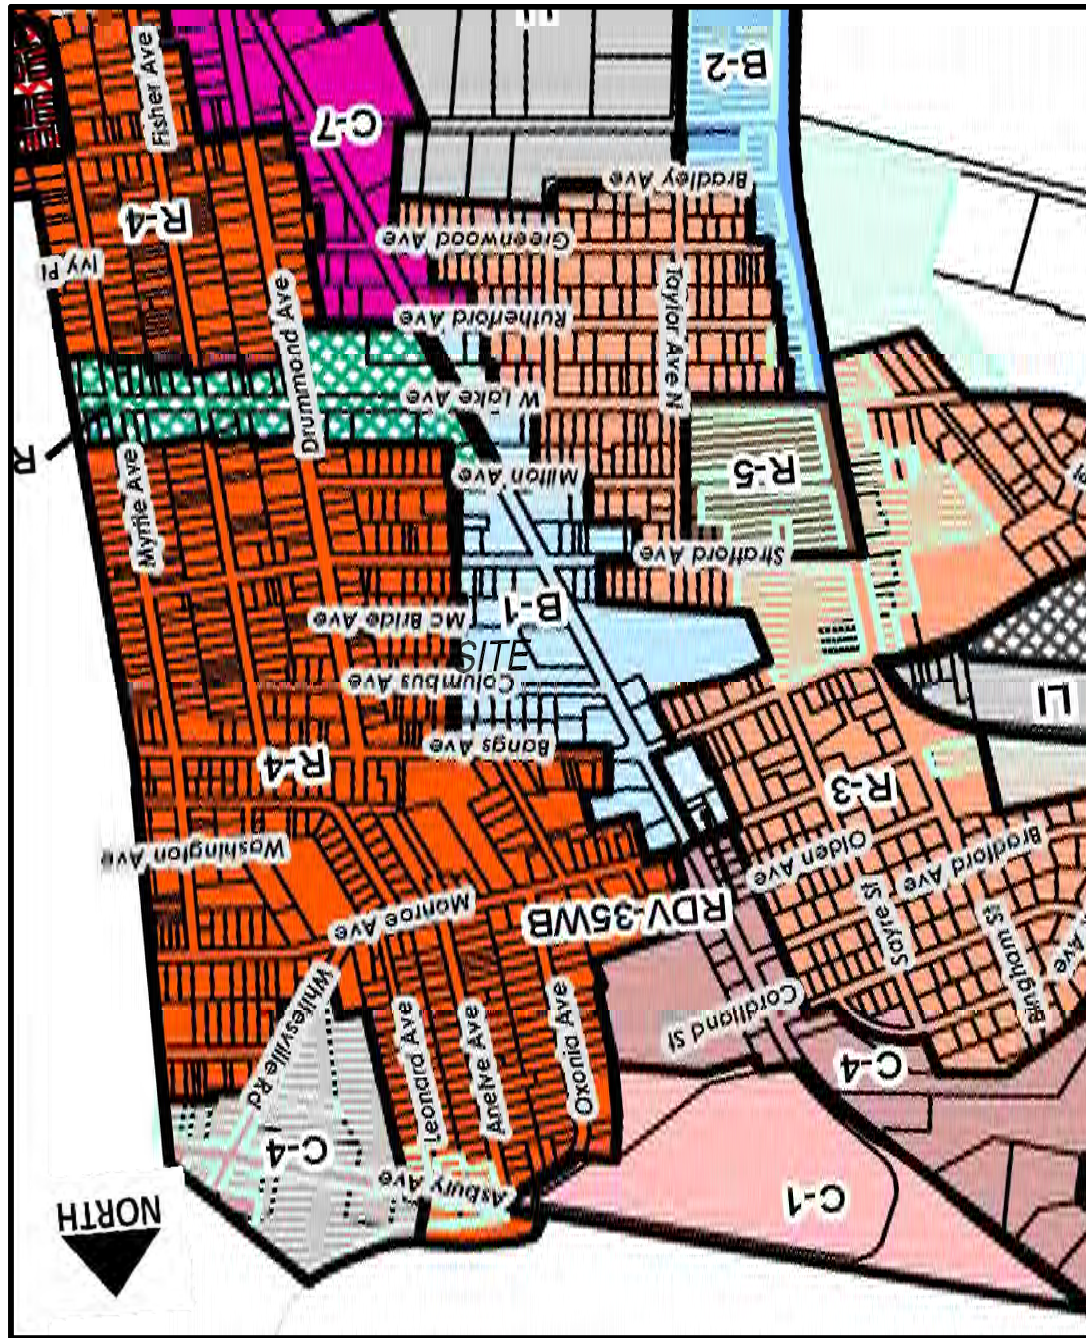 B-2
Fisher Ave
C-7
Bradley Ave
R-4
Greenwood Ave
Ivy Pl
Drummond Ave
Taylor Ave N
Rutherford Ave
W Lake Ave
R
Myrtle Ave
Milton Ave
R-5
Stratford Ave
B-1
Mc Bride Ave
SITE
Columbus Ave
LI
Bangs Ave
R-4
R-3
Washington Ave
Olden Ave
Bradford Ave
Monroe Ave
RDV-35WB
Sayre St
Bingham St
Ave
Whitesville Rd
Leonard Ave
Anelve Ave
Oxonia Ave
Cordtland St
C-4
C-4
Asbury Ave
C-1
NORTH